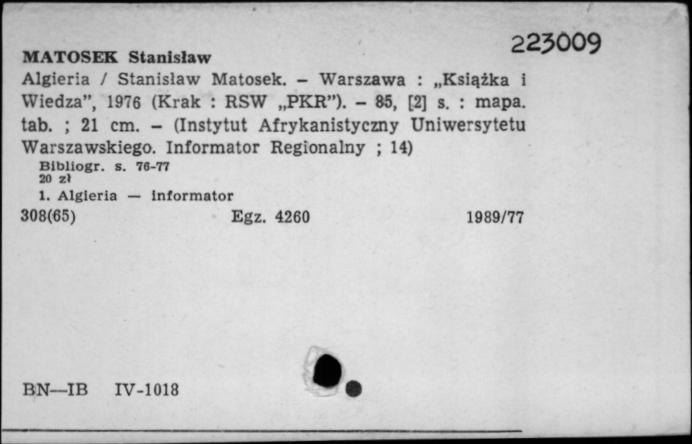 223009
MATOSEK Stanisław
Algieria / Stanisław Matosek. – Warszawa : „Książka i
Wiedza”, 1976 (Krak : RSW „PKR”). – 85, [2] s. : mapa.
tab. ; 21 cm. – (Instytut Afrykanistyczny Uniwersytetu
Warszawskiego. Informator Regionalny ; 14)
Bibliogr. s. 76-77
20 zł
1. Algieria — informator
308(65) Egz. 4260 1989/77
BN—IB IV-1018